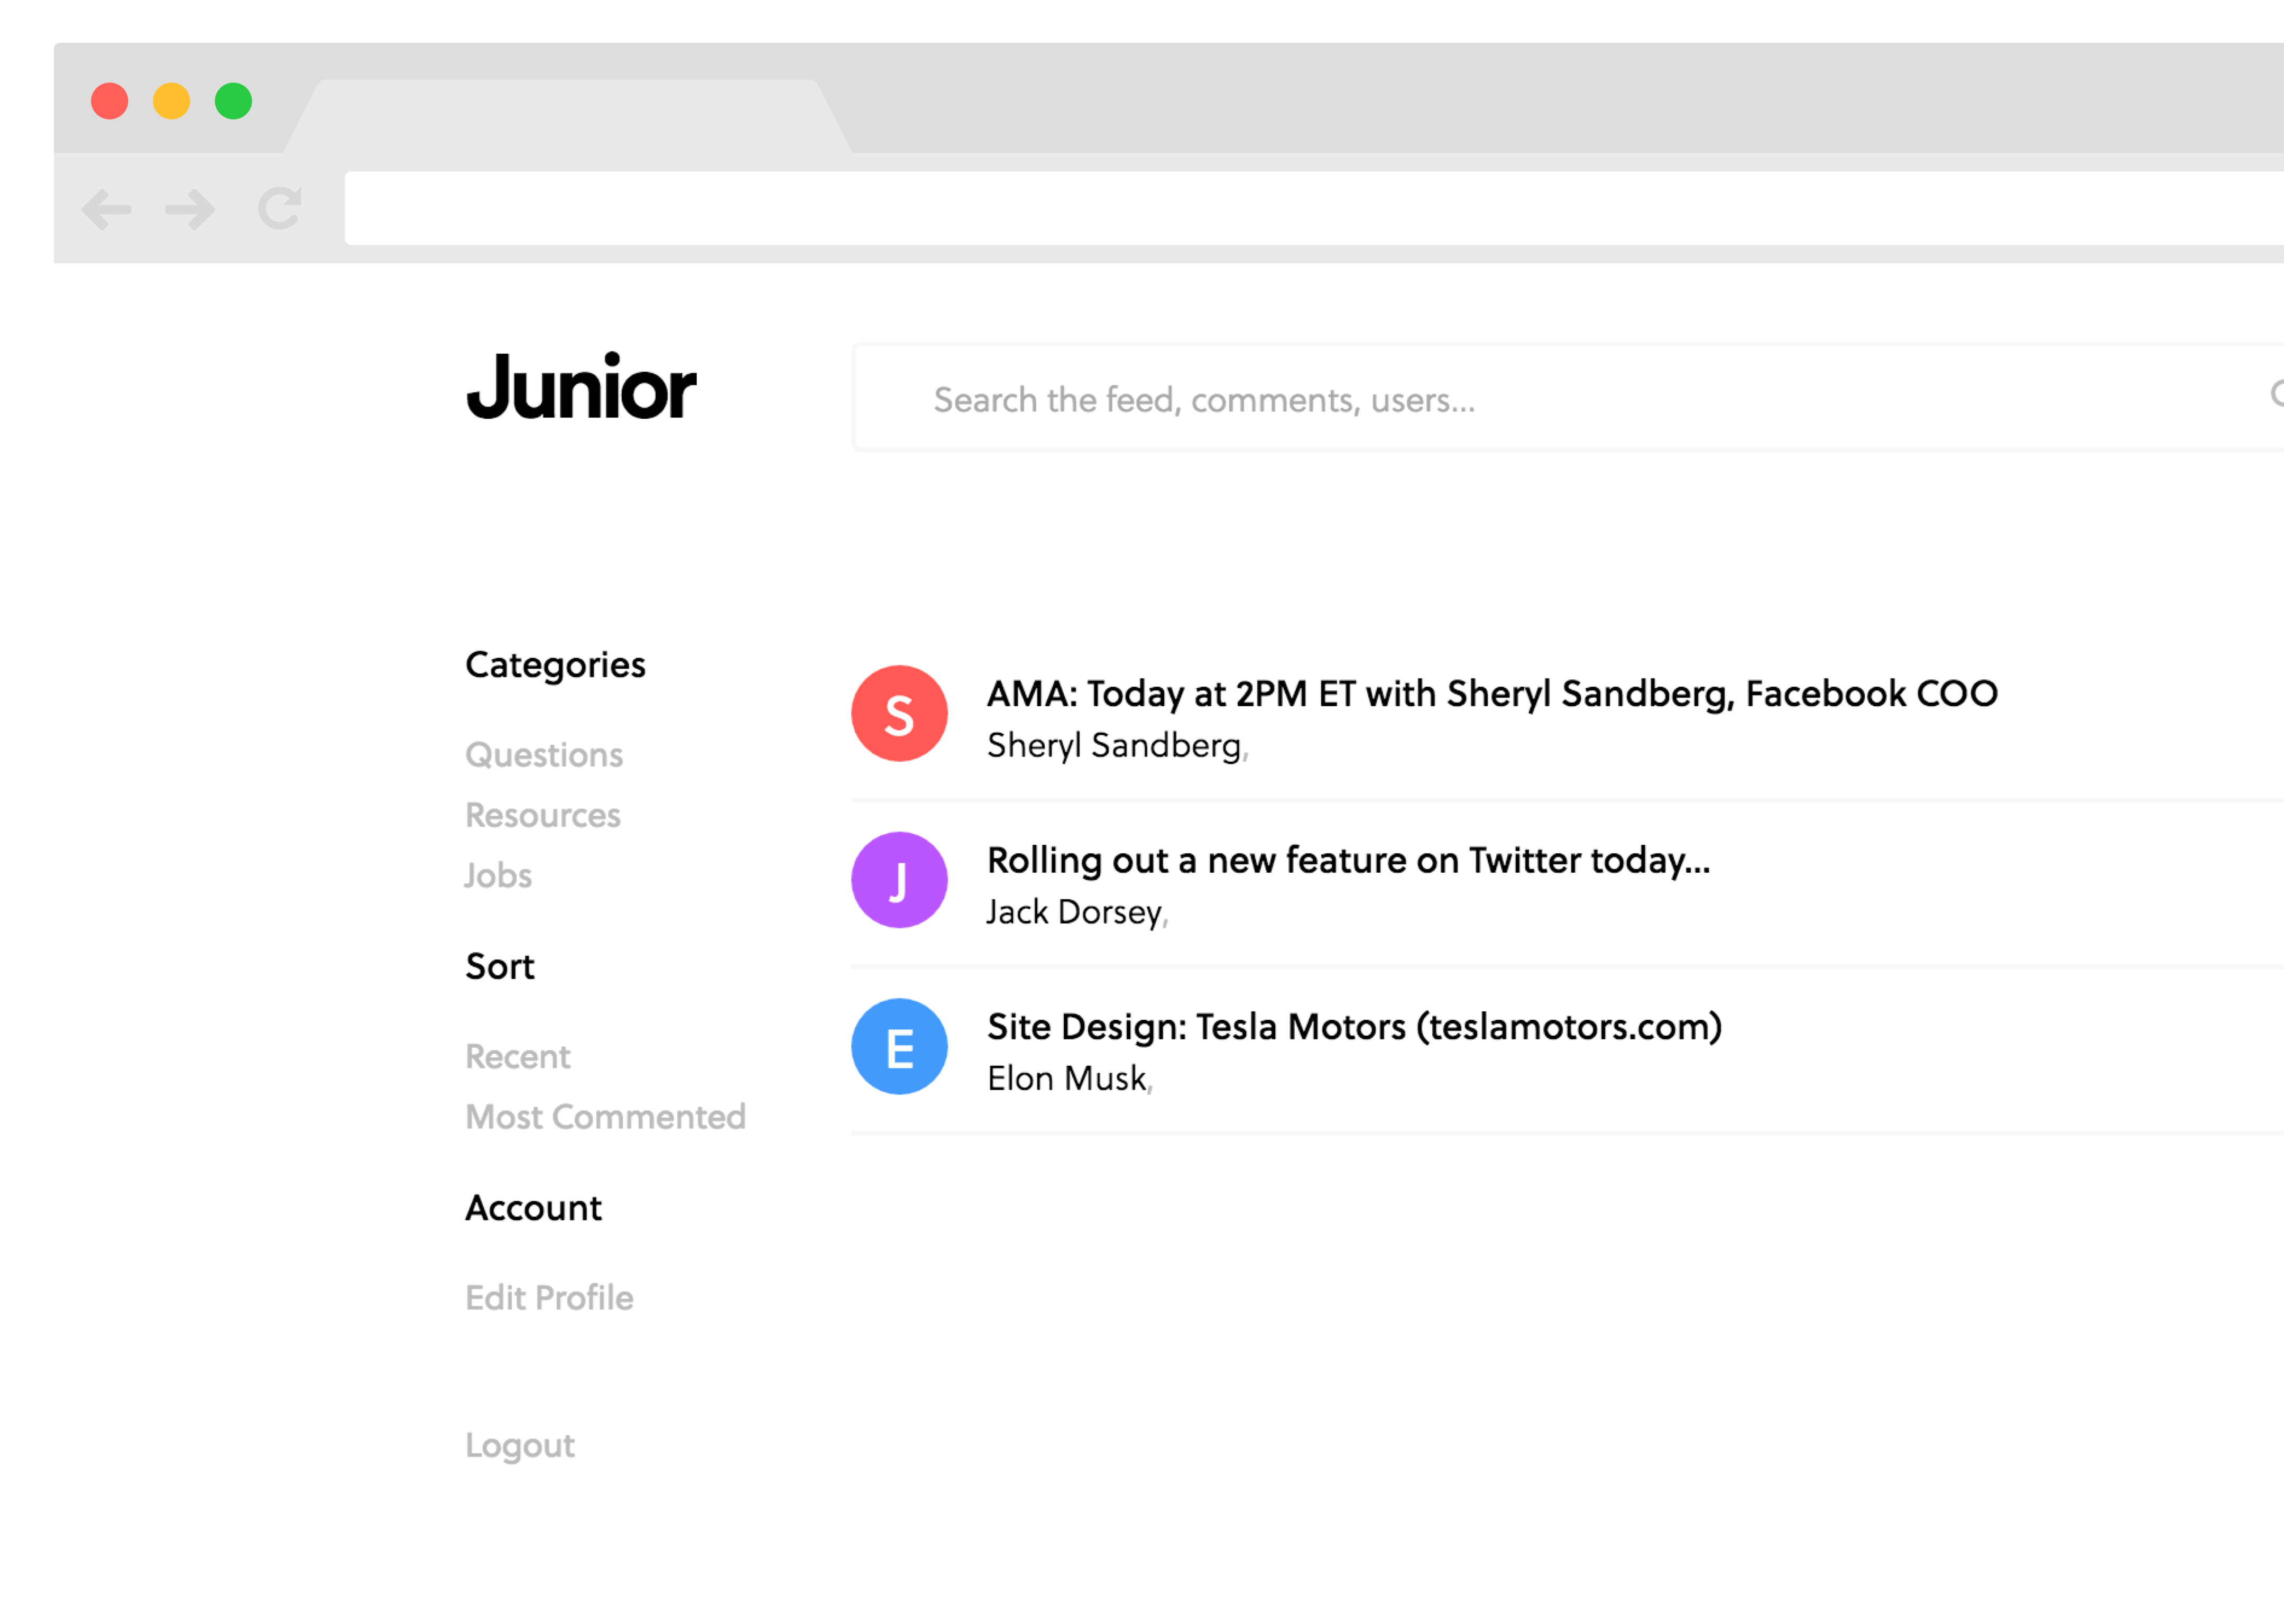 Junior
Search the feed, comments, users...
Categories
Questions
Resources
Jobs
Sort
Recent
Most Commented
Account
Edit Profile
Logout
S
AMA: Today at 2PM ET with Sheryl Sandberg, Facebook COO
Sheryl Sandberg,
J
Rolling out a new feature on Twitter today...
Jack Dorsey,
E
Site Design: Tesla Motors (teslamotors.com)
Elon Musk,